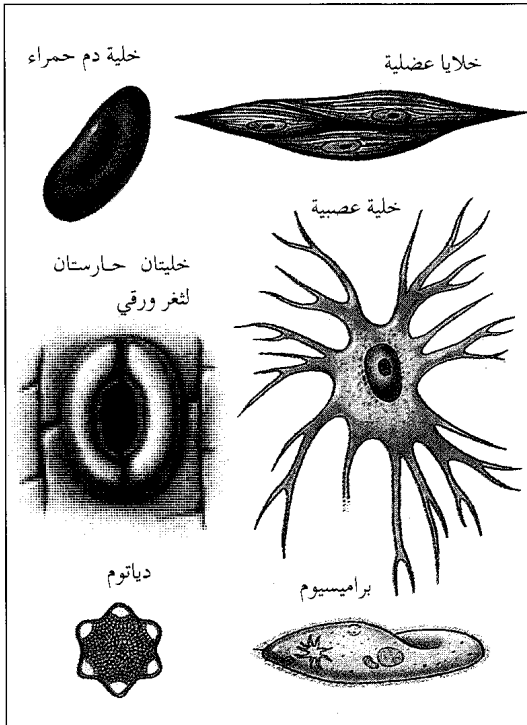 خلايا عضلية
خلية دم حمراء
خلية عصبية
خليتان حارستان
لثغر ورقي
براميسيوم
دياتوم